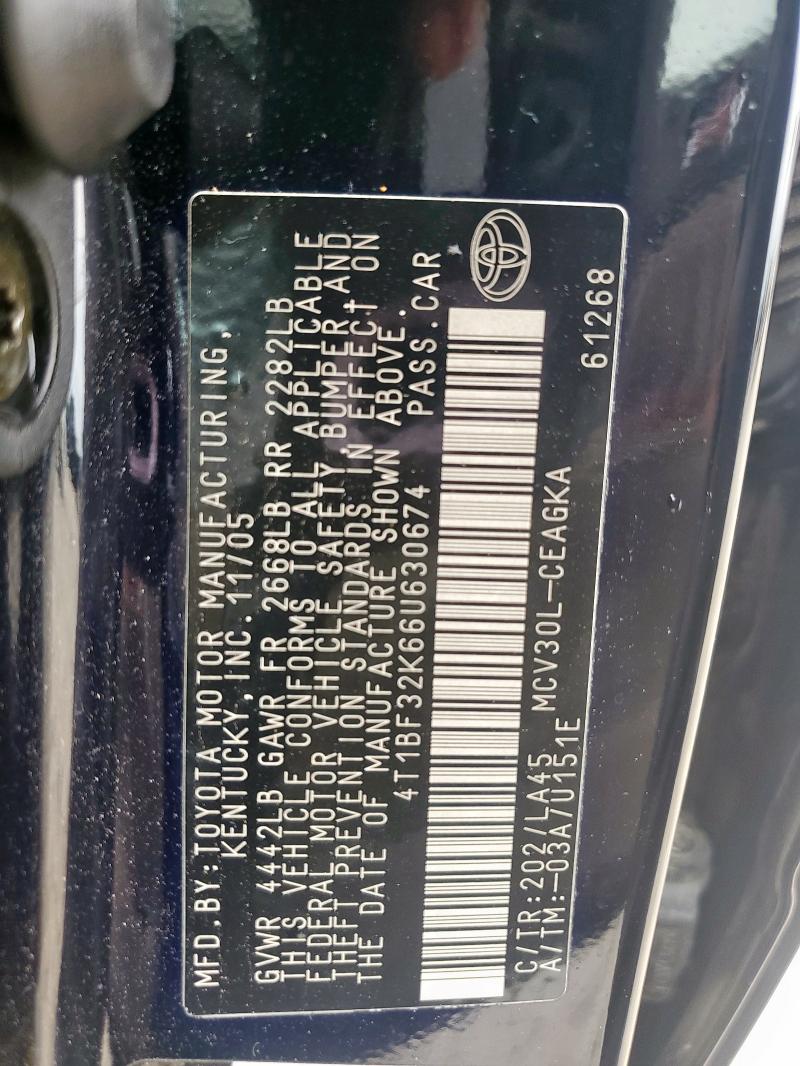 MFD.BY:TOYOTA MOTOR MANUFACTURING,
KENTUCKY,INC.11/05
GVWR 4442LB GAWR FR 2668LB RR 2282LB
THIS VEHICLE CONFORMS TO ALL APPLICABLE
FEDERAL MOTOR VEHICLE SAFETY,BUMPER AND
THEFT PREVENTION STANDARDS IN EFFECT ON
THE DATE OF MANUFACTURE SHOWN ABOVE.
4T1BF32K66U630674 PASS.CAR
C/TR:202/LA45 MCV30L-CEAGKA
A/TM:-03A/U151E 61268